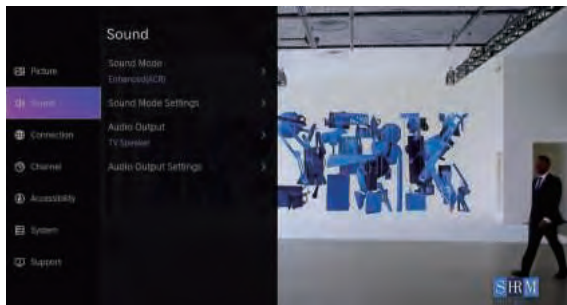 Sound
Picture
Sound
Connection
Channel
Accessibility
System
Support
Sound Mode
Enhanced(ACR)
Sound Mode Settings
Audio Output
TV Speaker
Audio Output Settings
SHRM